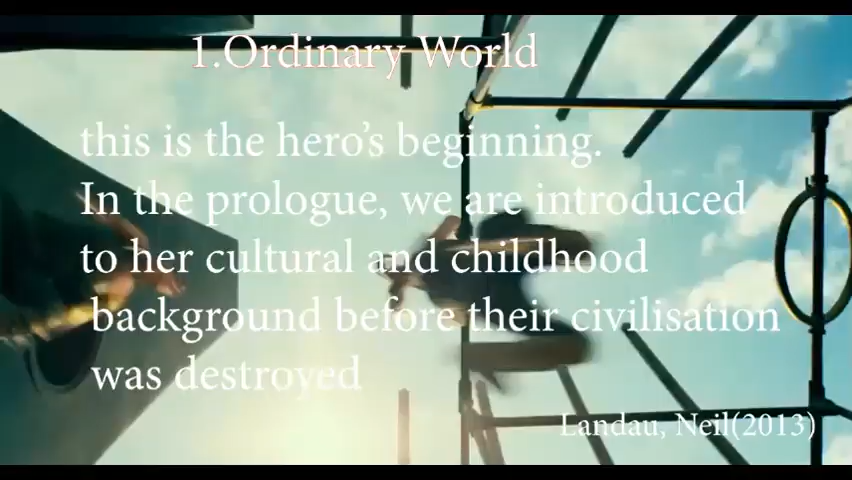 1.Ordinary World
this is the hero's beginning.
In the prologue, we are introduced
to her cultural and childhood
background before their civilisation
was destroyed
Landau, Neil(2013)